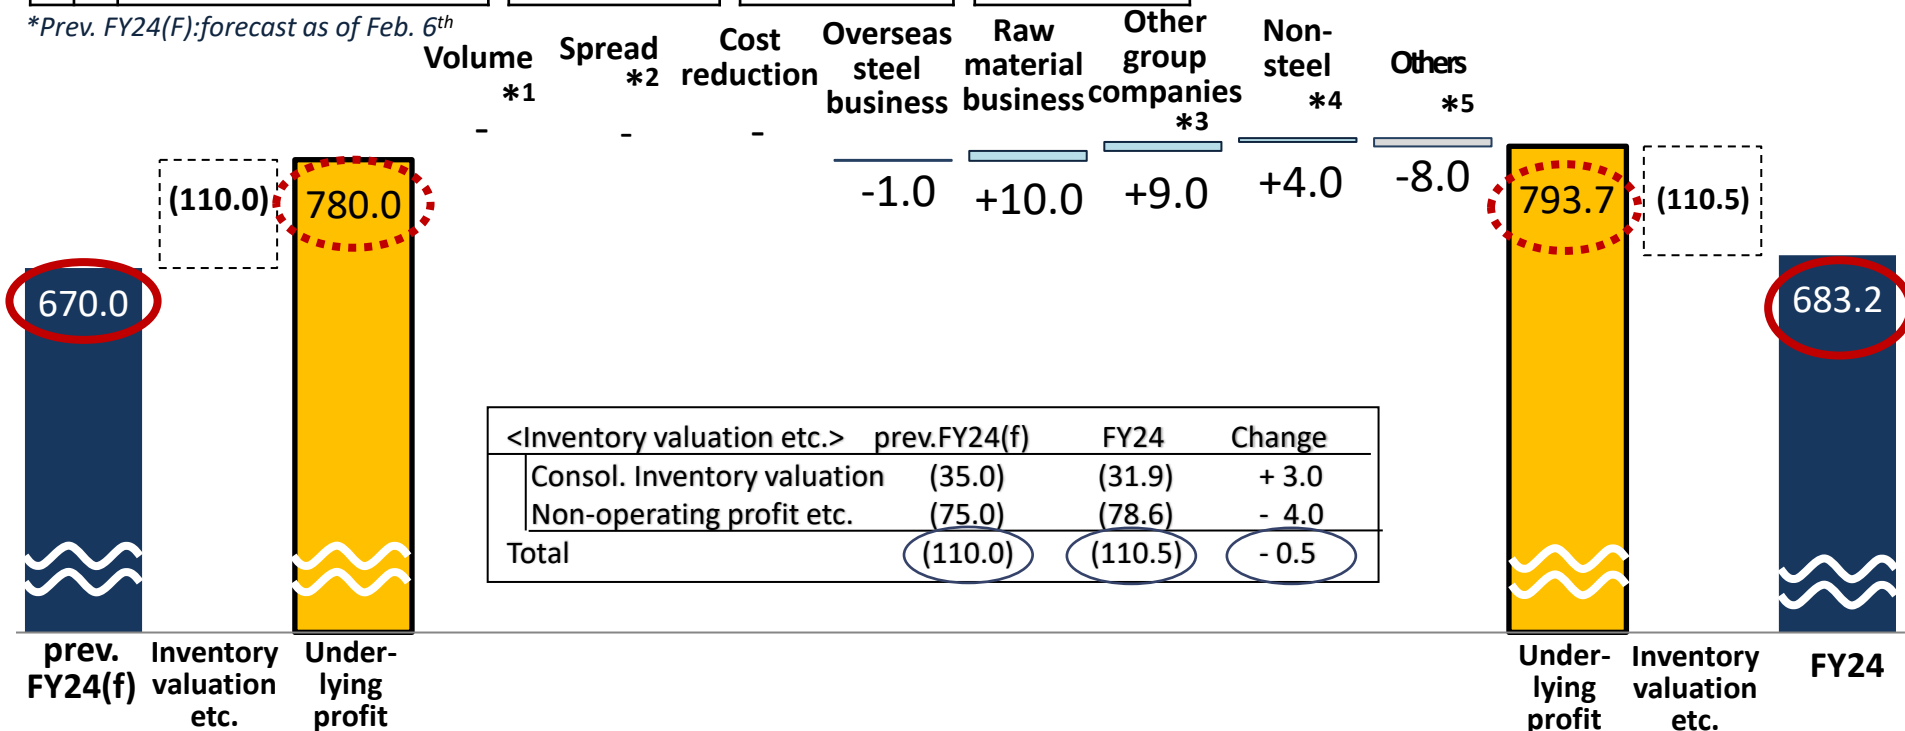 *Prev. FY24(F):forecast as of Feb. 6th
Volume
*1
Spread
*2
Cost
reduction
Overseas
steel
business
Raw
material
business
Other
group
companies
*3
Non-
steel
*4
Others
*5
-
-
-
-1.0
+10.0
+9.0
+4.0
-8.0
670.0
(110.0)
780.0
793.7
(110.5)
683.2
<Inventory valuation etc.> prev.FY24(f) FY24 Change
Consol. Inventory valuation (35.0) (31.9) + 3.0
Non-operating profit etc. (75.0) (78.6) - 4.0
Total (110.0) (110.5) - 0.5
prev.
FY24(f)
Inventory
valuation
etc.
Under-
lying
profit
Under-
lying
profit
Inventory
valuation
etc.
FY24